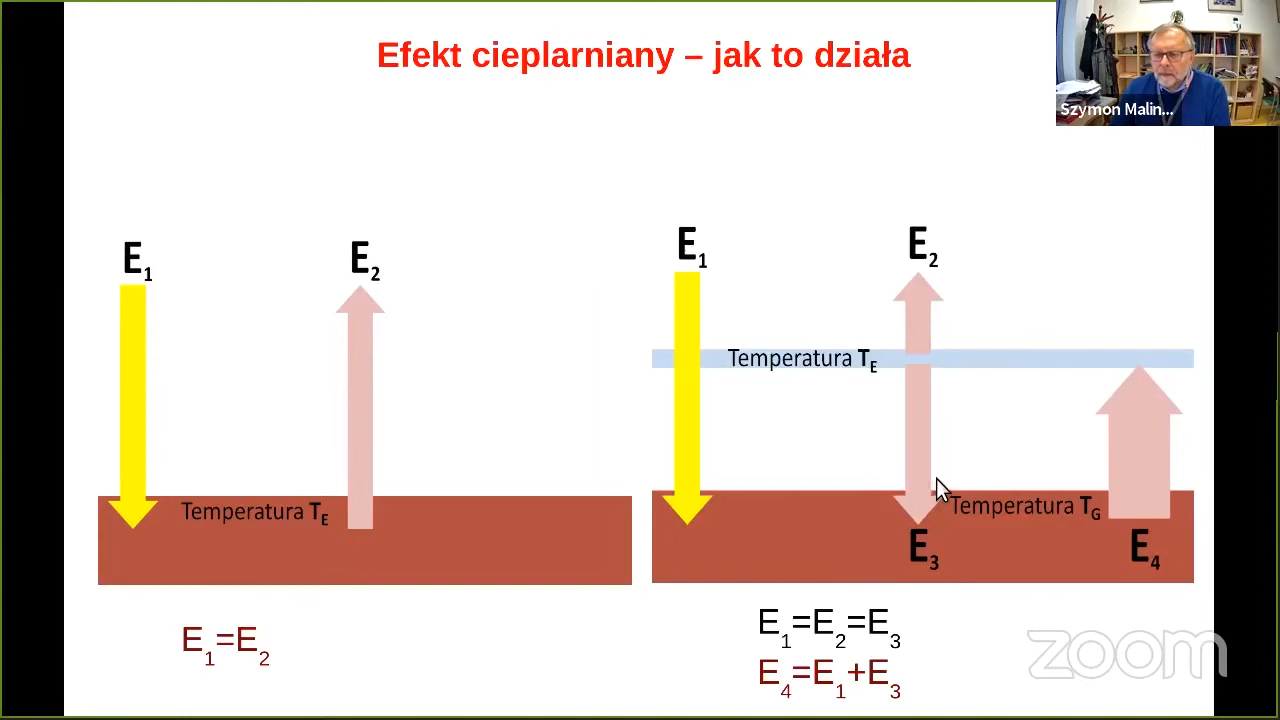 Efekt cieplarniany – jak to działa
Szymon Malin...
E1
E2
Temperatura TE
E1=E2
E1
E2
Temperatura TE
Temperatura TG
E3
E4
E1=E2=E3
E4=E1+E3
zoom